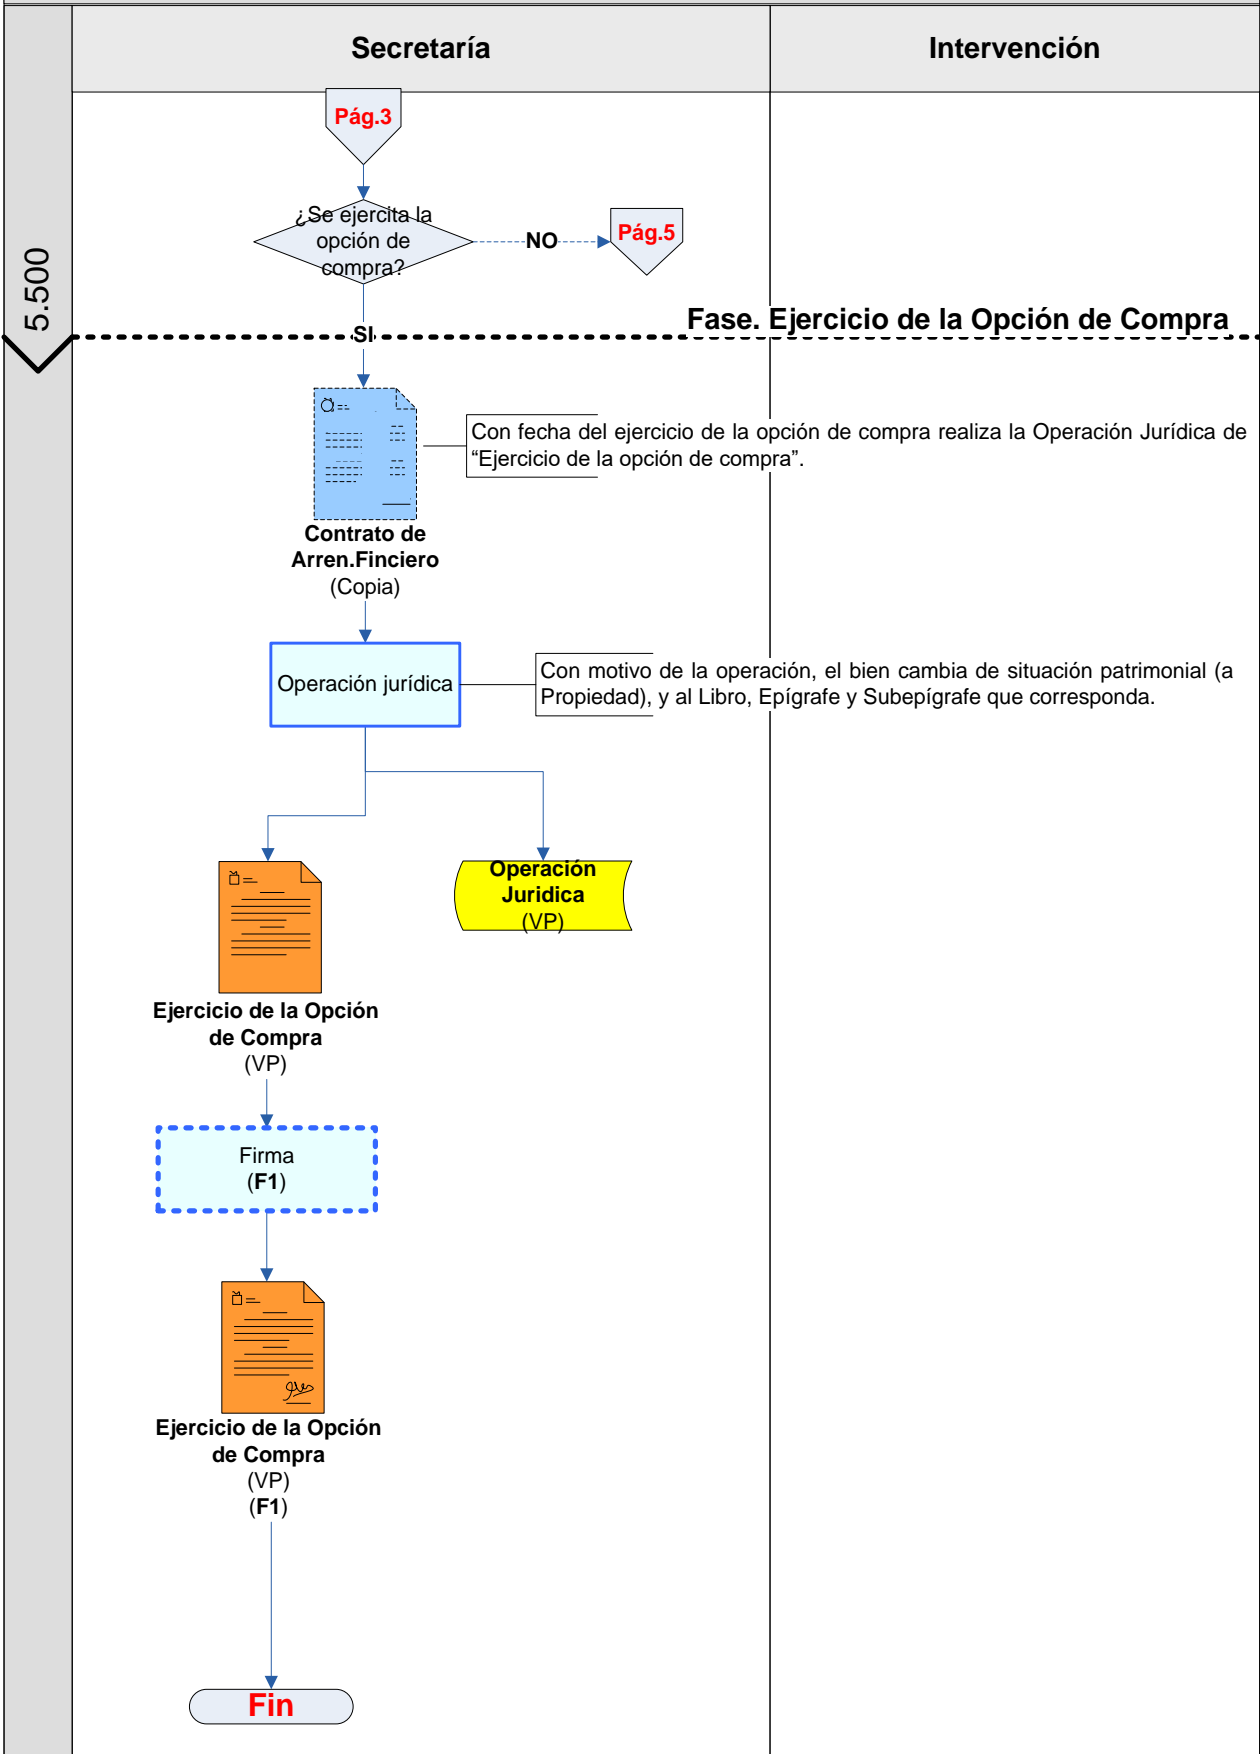 Secretaría
Intervención
5.500
Pág.3
¿Se ejercita la
opción de
compra?
NO
Pág.5
SI
Fase. Ejercicio de la Opción de Compra
Con fecha del ejercicio de la opción de compra realiza la Operación Jurídica de
“Ejercicio de la opción de compra”.
Contrato de
Arren.Finciero
(Copia)
Operación jurídica
Con motivo de la operación, el bien cambia de situación patrimonial (a
Propiedad), y al Libro, Epígrafe y Subepígrafe que corresponda.
Operación
Juridica
(VP)
Ejercicio de la Opción
de Compra
(VP)
Firma
(F1)
Ejercicio de la Opción
de Compra
(VP)
(F1)
Fin